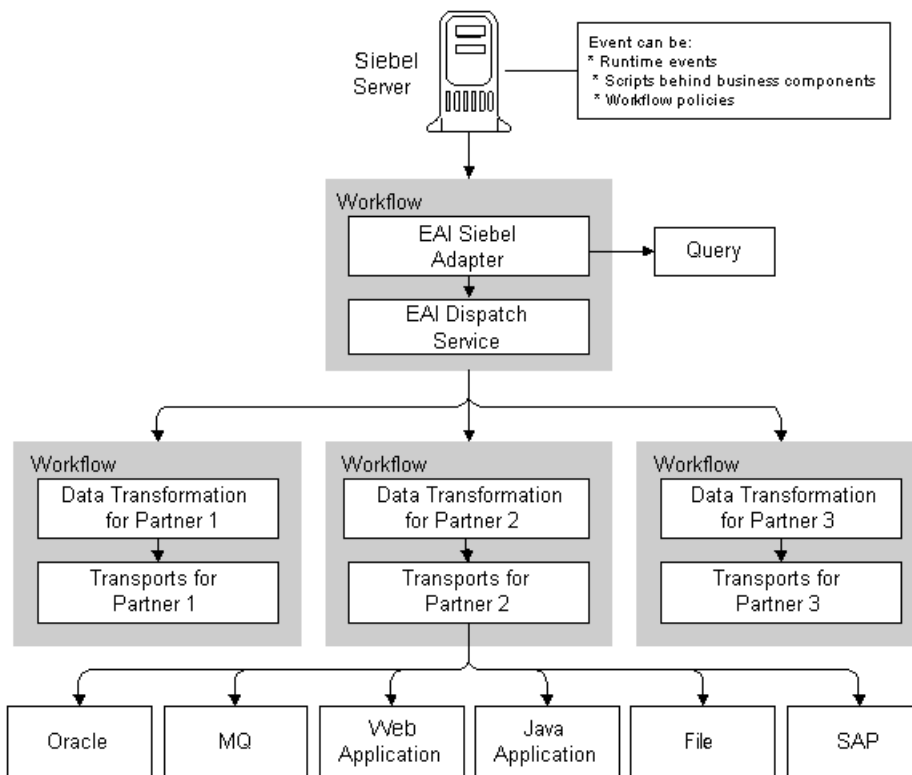 Siebel
Server
Event can be:
* Runtime events
* Scripts behind business components
* Workflow policies
Workflow
EAI Siebel
Adapter
Query
EAI Dispatch
Service
Workflow
Data Transformation
for Partner 1
Transports for
Partner 1
Workflow
Data Transformation
for Partner 2
Transports for
Partner 2
Workflow
Data Transformation
for Partner 3
Transports for
Partner 3
Oracle
MQ
Web
Application
Java
Application
File
SAP